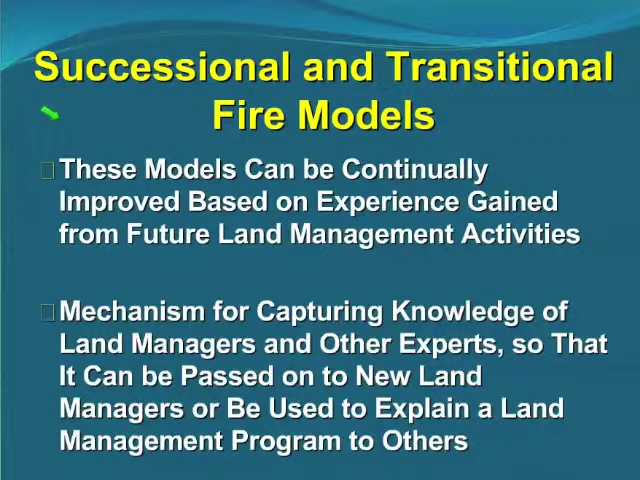 Successional and Transitional
Fire Models
These Models Can be Continually
Improved Based on Experience Gained
from Future Land Management Activities
Mechanism for Capturing Knowledge of
Land Managers and Other Experts, so That
It Can be Passed on to New Land
Managers or Be Used to Explain a Land
Management Program to Others